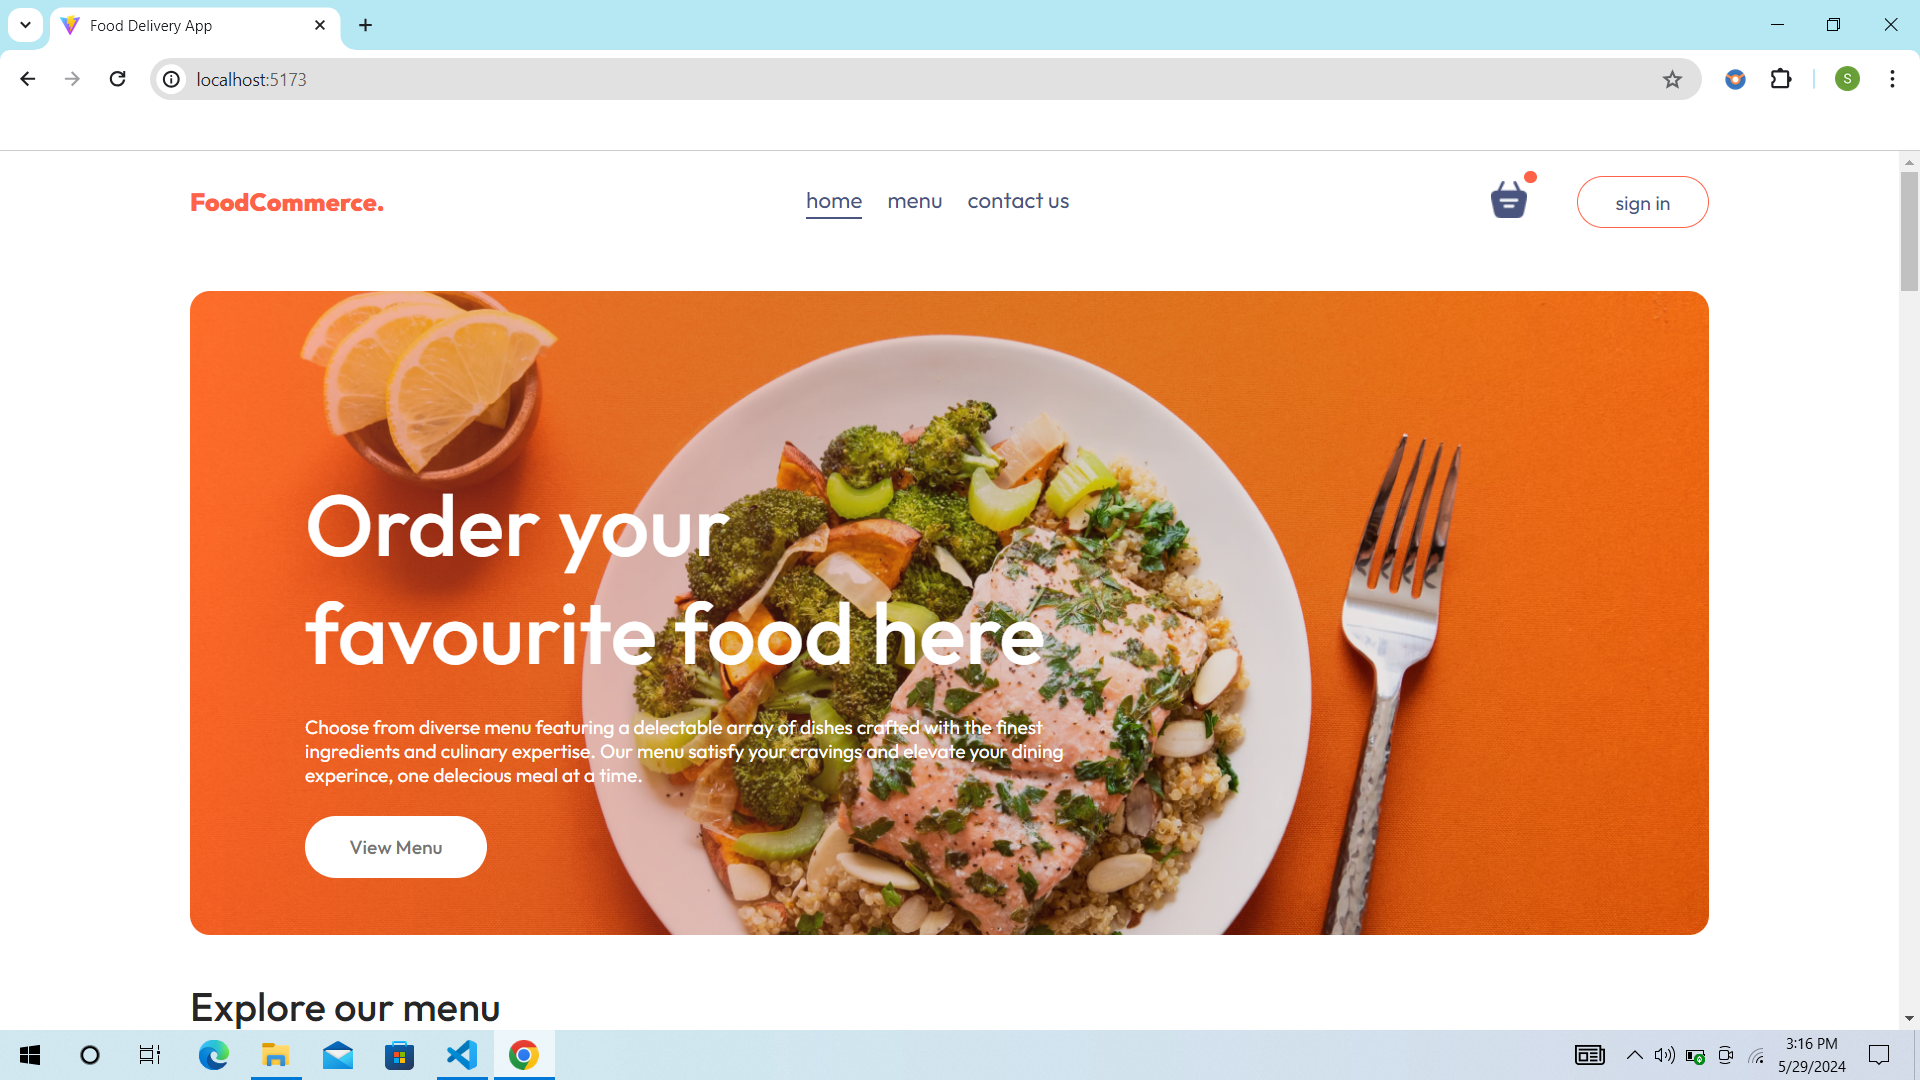 Food Delivery App
localhost:5173
S
FoodCommerce.
home
menu
contact us
sign in
Order your
favourite food here
Choose from diverse menu featuring a delectable array of dishes crafted with the finest
ingredients and culinary expertise. Our menu satisfy your cravings and elevate your dining
experince, one delecious meal at a time.
View Menu
Explore our menu
3:16 PM
5/29/2024